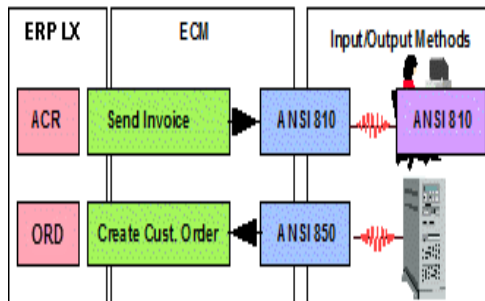 ERP LX
ECM
Input/Output Methods
ACR
Send Invoice
ANSI 810
ANSI 810
ORD
Create Cust. Order
ANSI 850